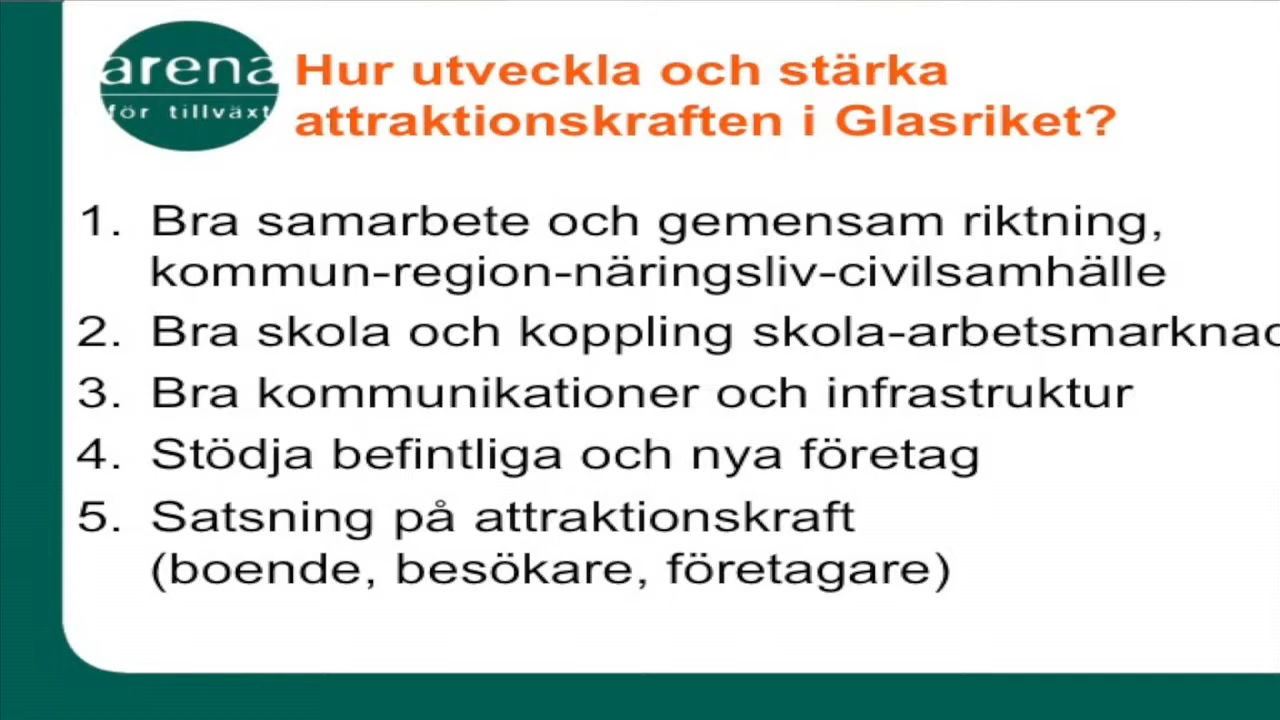 arena
för tillväxt
Hur utveckla och stärka
attraktionskraften i Glasriket?
1. Bra samarbete och gemensam riktning,
kommun-region-näringsliv-civilsamhälle
2. Bra skola och koppling skola-arbetsmarknad
3. Bra kommunikationer och infrastruktur
4. Stödja befintliga och nya företag
5. Satsning på attraktionskraft
(boende, besökare, företagare)